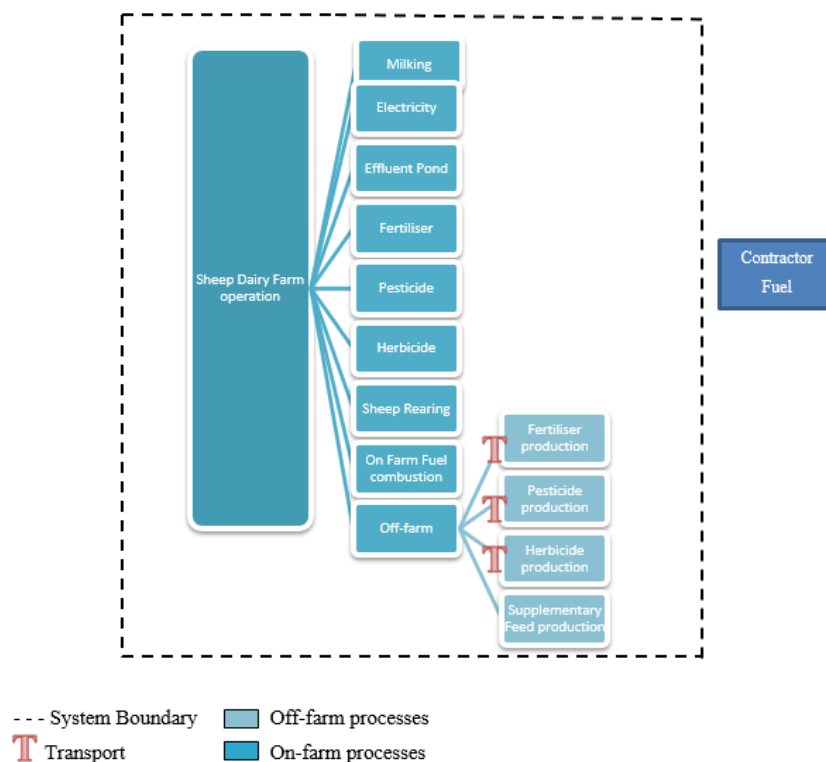 Milking
Electricity
Effluent Pond
Fertiliser
Sheep Dairy Farm
operation
Pesticide
Herbicide
Sheep Rearing
On Farm Fuel
combustion
Off-farm
Contractor
Fuel
T
Fertiliser
production
T
Pesticide
production
T
Herbicide
production
Supplementary
Feed production
--- System Boundary
Off-farm processes
T Transport
On-farm processes